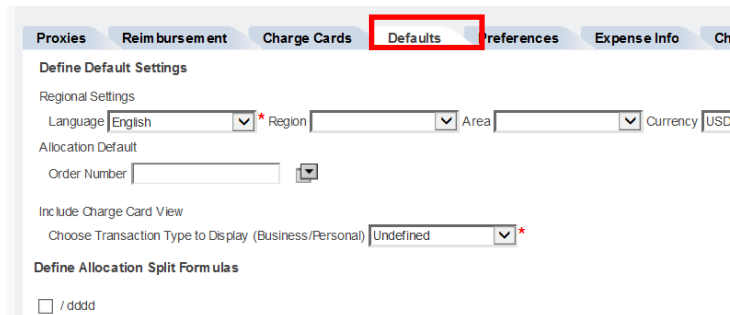 Proxies Reimbursement Charge Cards Defaults Preferences Expense Info Ch
Define Default Settings
Regional Settings
Language English * Region Area Currency USD
Allocation Default
Order Number
Include Charge Card View
Choose Transaction Type to Display (Business/Personal) Undefined *
Define Allocation Split Formulas
/ dddd